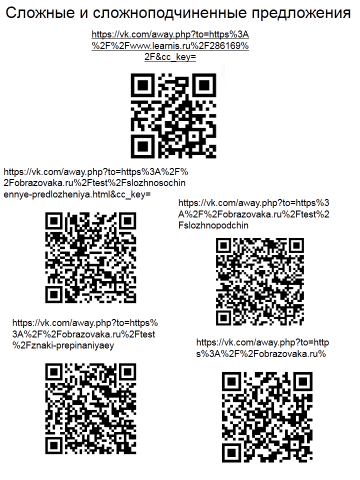 Сложные и сложноподчиненные предложения
https://vk.com/away.php?to=https%3A
%2F%2Fwww.learnis.ru%2F286169%
2F&cc_key=
https://vk.com/away.php?to=https%3A%2F%
2Fobrazovaka.ru%2Ftest%2Fslozhnosochin
ennye-predlozheniya.html&cc_key=
https://vk.com/away.php?to=https%3
A%2F%2Fobrazovaka.ru%2Ftest%2
Fslozhnopodchin
https://vk.com/away.php?to=https%
3A%2F%2Fobrazovaka.ru%2Ftest
%2Fznaki-prepinaniyaey
https://vk.com/away.php?to=http
s%3A%2F%2Fobrazovaka.ru%